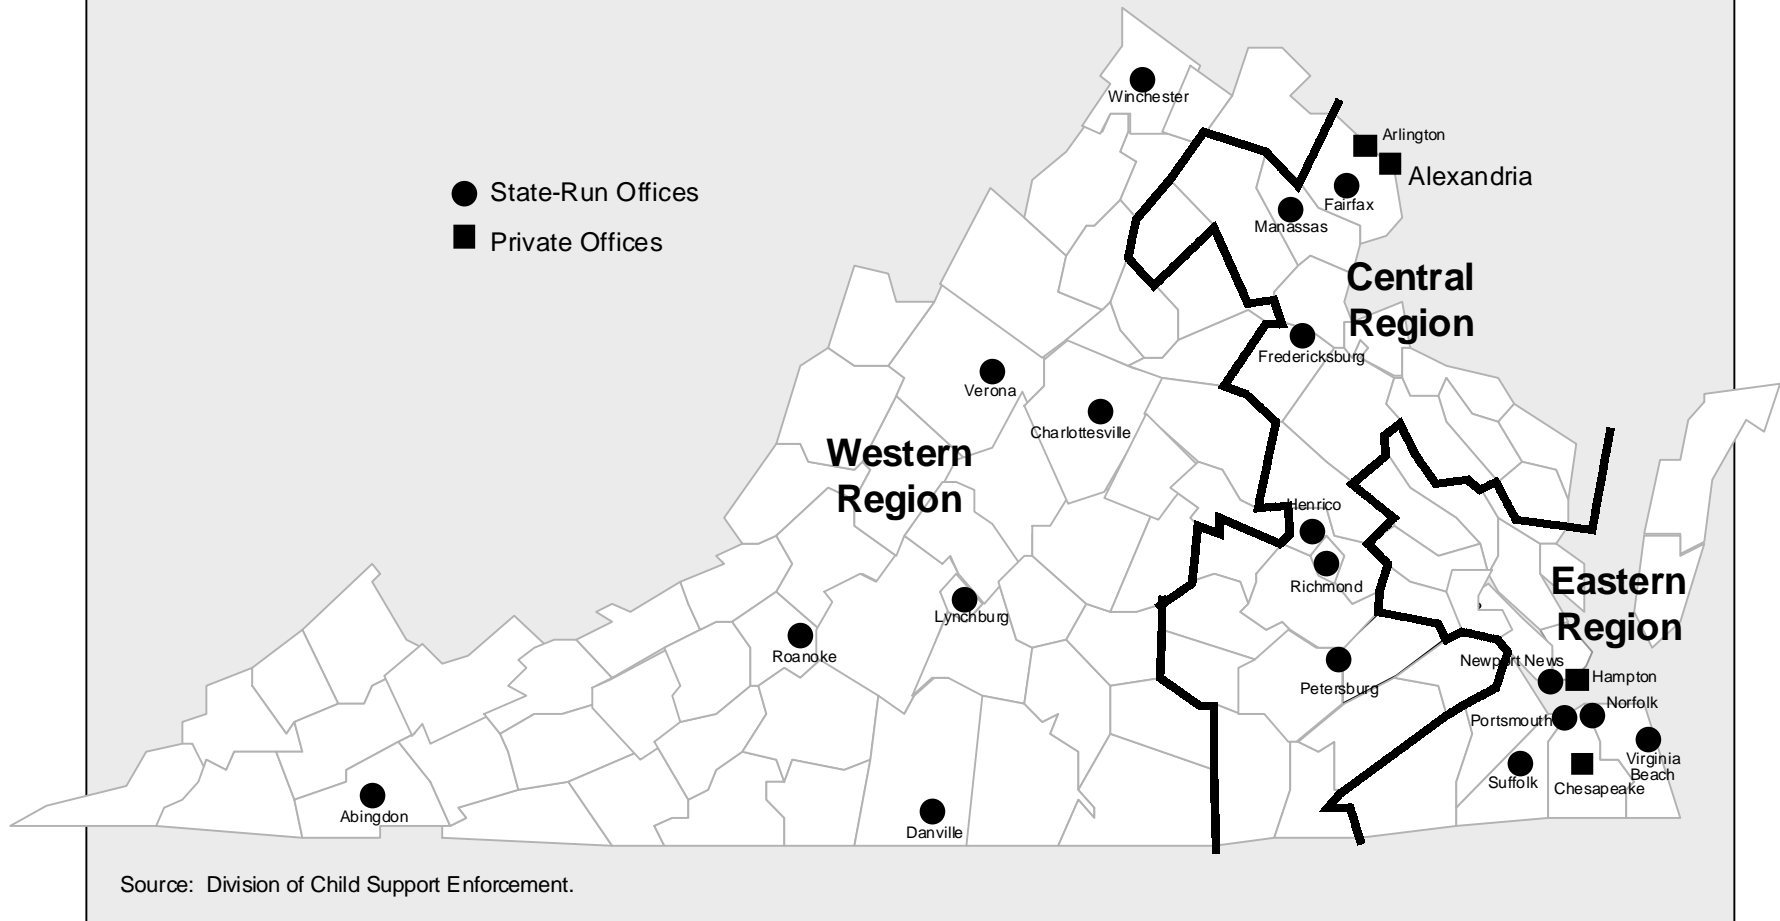 Winchester
Arlington
Alexandria
State-Run Offices
Fairfax
Manassas
Private Offices
Central
Region
Fredericksburg
Verona
Charlottesville
Western
Region
Henrico
Richmond
Eastern
Region
Lynchburg
Roanoke
Newport News
Hampton
Petersburg
Norfolk
Portsmouth
Virginia
Beach
Suffolk
Chesapeake
Abingdon
Danville
Source: Division of Child Support Enforcement.